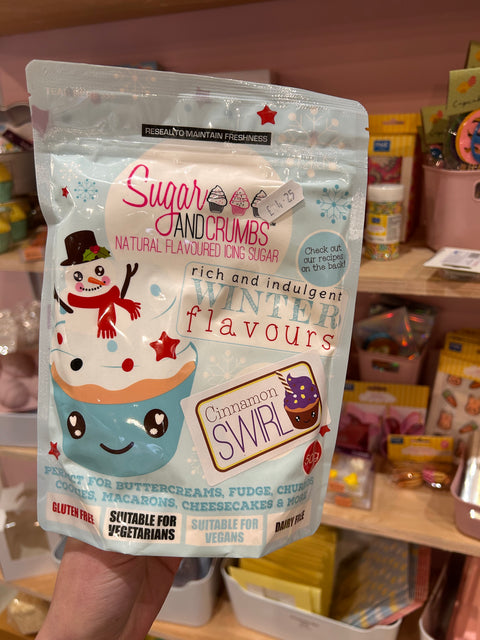 RESEAL TO MAINTAIN FRESHNESS
£4.25
Sugar
ANDCRUMBS
NATURAL FLAVOURED ICING SUGAR
Check out
our recipes
on the back!
rich and indulgent
WINTER
flavours
Cinnamon
SWIRL
PERFECT FOR BUTTERCREAMS, FUDGE, CHURROS
COOKIES, MACARONS, CHEESECAKES & MORE
GLUTEN FREE
SUITABLE FOR
VEGETARIANS
SUITABLE FOR
VEGANS
DAIRY FREE